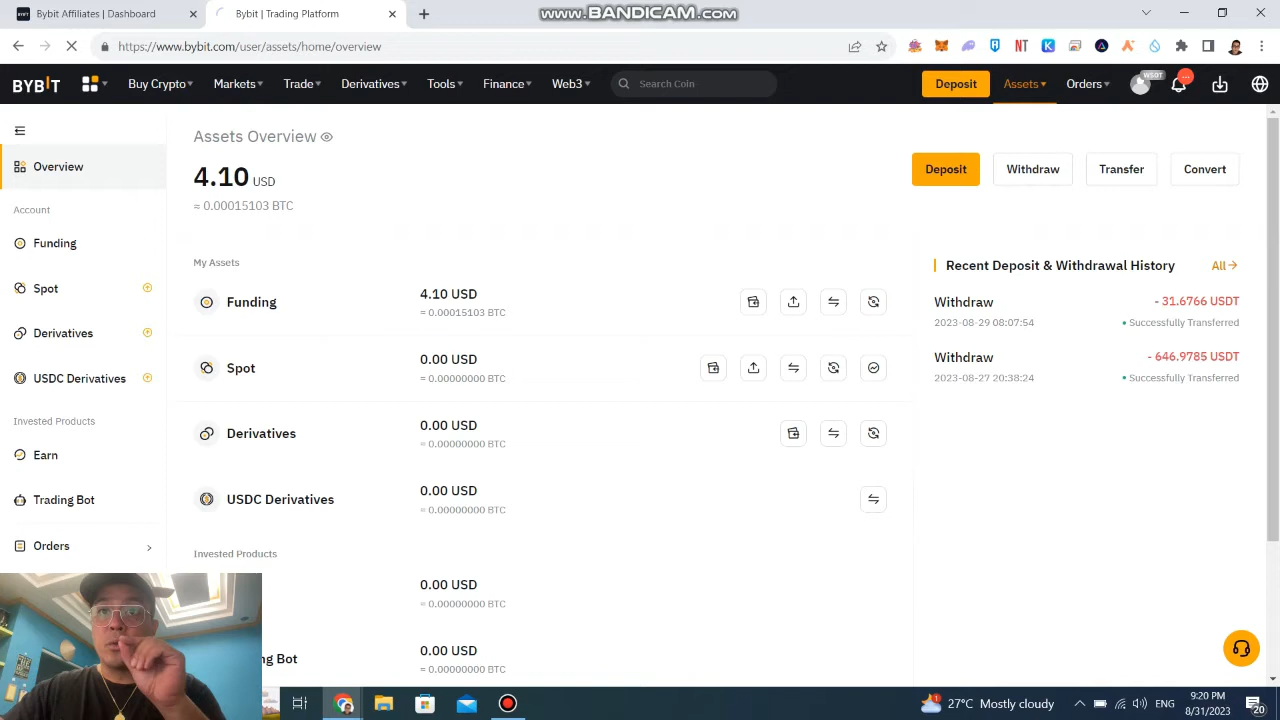 Bybit Affiliates | Dashboard
Bybit | Trading Platform
www.BANDICAM.com
https://www.bybit.com/user/assets/home/overview
BYBIT
Buy Crypto
Markets
Trade
Derivatives
Tools
Finance
Web3
Search Coin
Deposit
Assets
Orders
WSOT
Assets Overview
4.10 USD
≈ 0.00015103 BTC
Deposit
Withdraw
Transfer
Convert
Overview
Account
Funding
Spot
Derivatives
USDC Derivatives
Invested Products
Earn
Trading Bot
Orders
My Assets
Funding
4.10 USD
≈ 0.00015103 BTC
Spot
0.00 USD
≈ 0.00000000 BTC
Derivatives
0.00 USD
≈ 0.00000000 BTC
USDC Derivatives
0.00 USD
≈ 0.00000000 BTC
Invested Products
0.00 USD
≈ 0.00000000 BTC
g Bot
0.00 USD
≈ 0.00000000 BTC
Recent Deposit & Withdrawal History
All
Withdraw
- 31.6766 USDT
2023-08-29 08:07:54
Successfully Transferred
Withdraw
- 646.9785 USDT
2023-08-27 20:38:24
Successfully Transferred
27°C Mostly cloudy
ENG
9:20 PM
8/31/2023
20